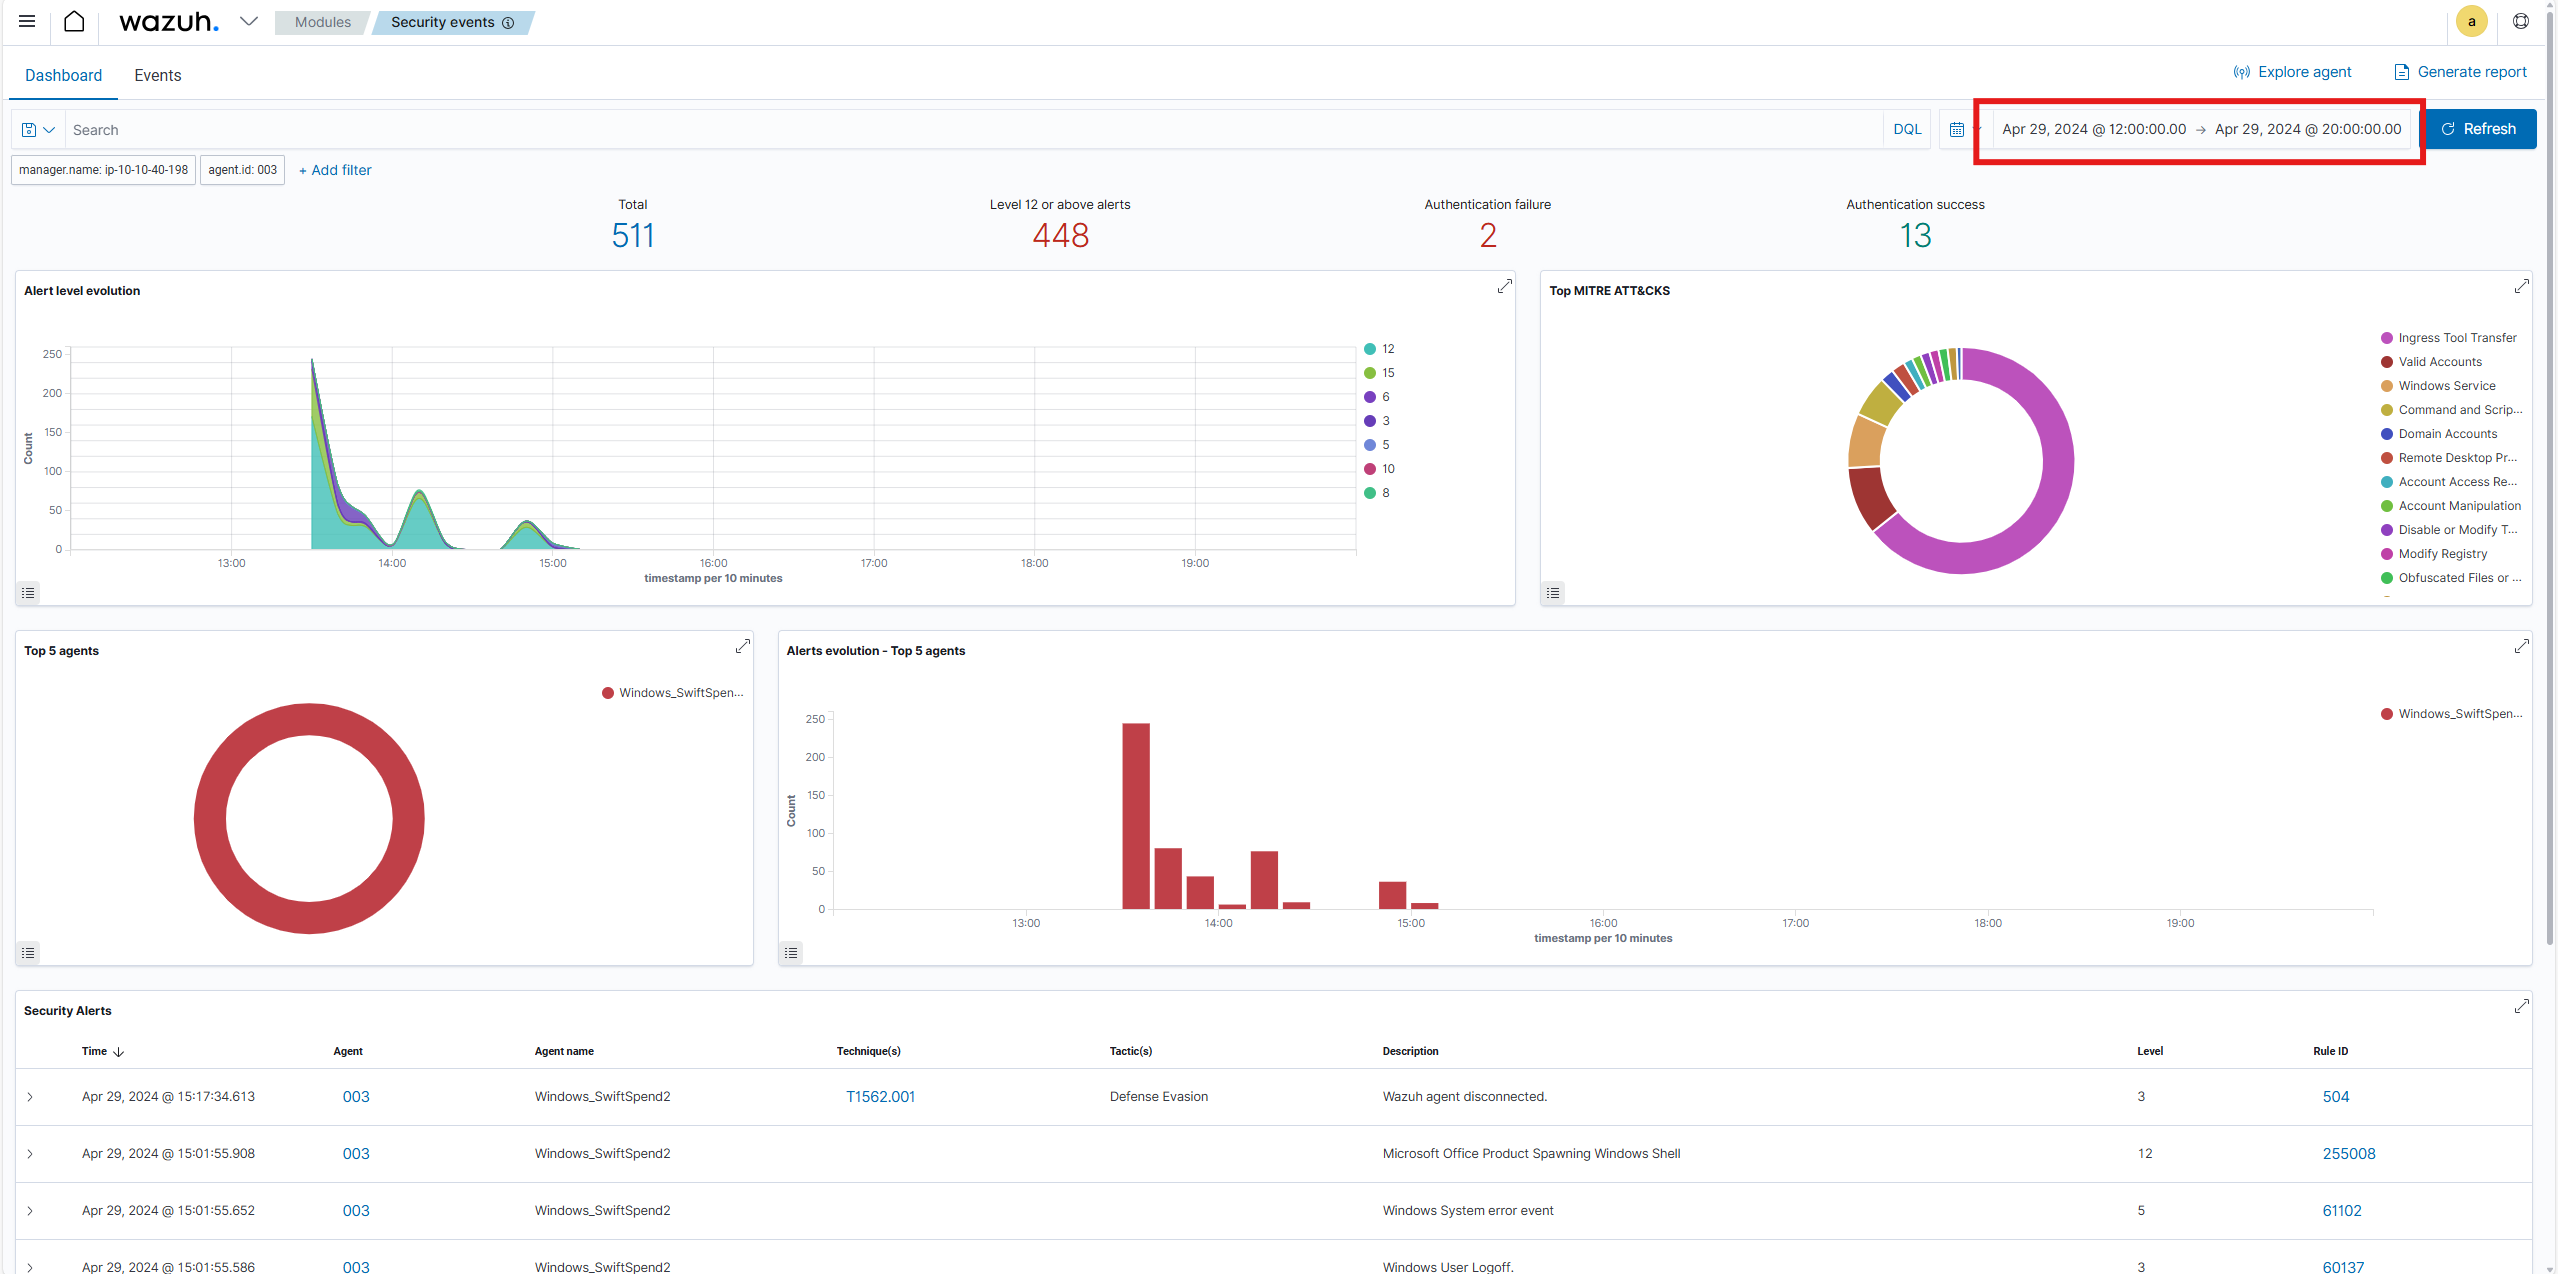 wazuh.
Modules
Security events
a
Dashboard
Events
Explore agent
Generate report
Search
DQL
Apr 29, 2024 @ 12:00:00.00 → Apr 29, 2024 @ 20:00:00.00
Refresh
manager.name: ip-10-10-40-198
agent.id: 003
+ Add filter
Total
511
Level 12 or above alerts
448
Authentication failure
2
Authentication success
13
Alert level evolution
Count
250
200
150
100
50
0
13:00
14:00
15:00
16:00
17:00
18:00
19:00
timestamp per 10 minutes
12
15
6
3
5
10
8
Top MITRE ATT&CKS
Ingress Tool Transfer
Valid Accounts
Windows Service
Command and Scrip...
Domain Accounts
Remote Desktop Pr...
Account Access Re...
Account Manipulation
Disable or Modify T...
Modify Registry
Obfuscated Files or ...
Top 5 agents
Windows_SwiftSpen...
Alerts evolution - Top 5 agents
Count
250
200
150
100
50
0
13:00
14:00
15:00
16:00
17:00
18:00
19:00
timestamp per 10 minutes
Windows_SwiftSpen...
Security Alerts
Time Agent Agent name Technique(s) Tactic(s) Description Level Rule ID
Apr 29, 2024 @ 15:17:34.613 003 Windows_SwiftSpend2 T1562.001 Defense Evasion Wazuh agent disconnected. 3 504
Apr 29, 2024 @ 15:01:55.908 003 Windows_SwiftSpend2 Microsoft Office Product Spawning Windows Shell 12 255008
Apr 29, 2024 @ 15:01:55.652 003 Windows_SwiftSpend2 Windows System error event 5 61102
Apr 29, 2024 @ 15:01:55.586 003 Windows_SwiftSpend2 Windows User Logoff. 3 60137